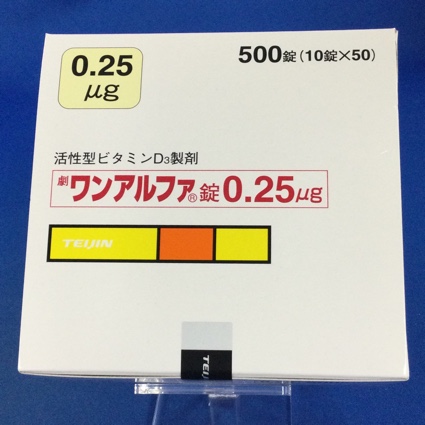 0.25
μg
500錠(10錠×50)
活性型ビタミンD3製剤
劇 ワンアルファ®錠0.25μg
TEIJIN
TEIJIN